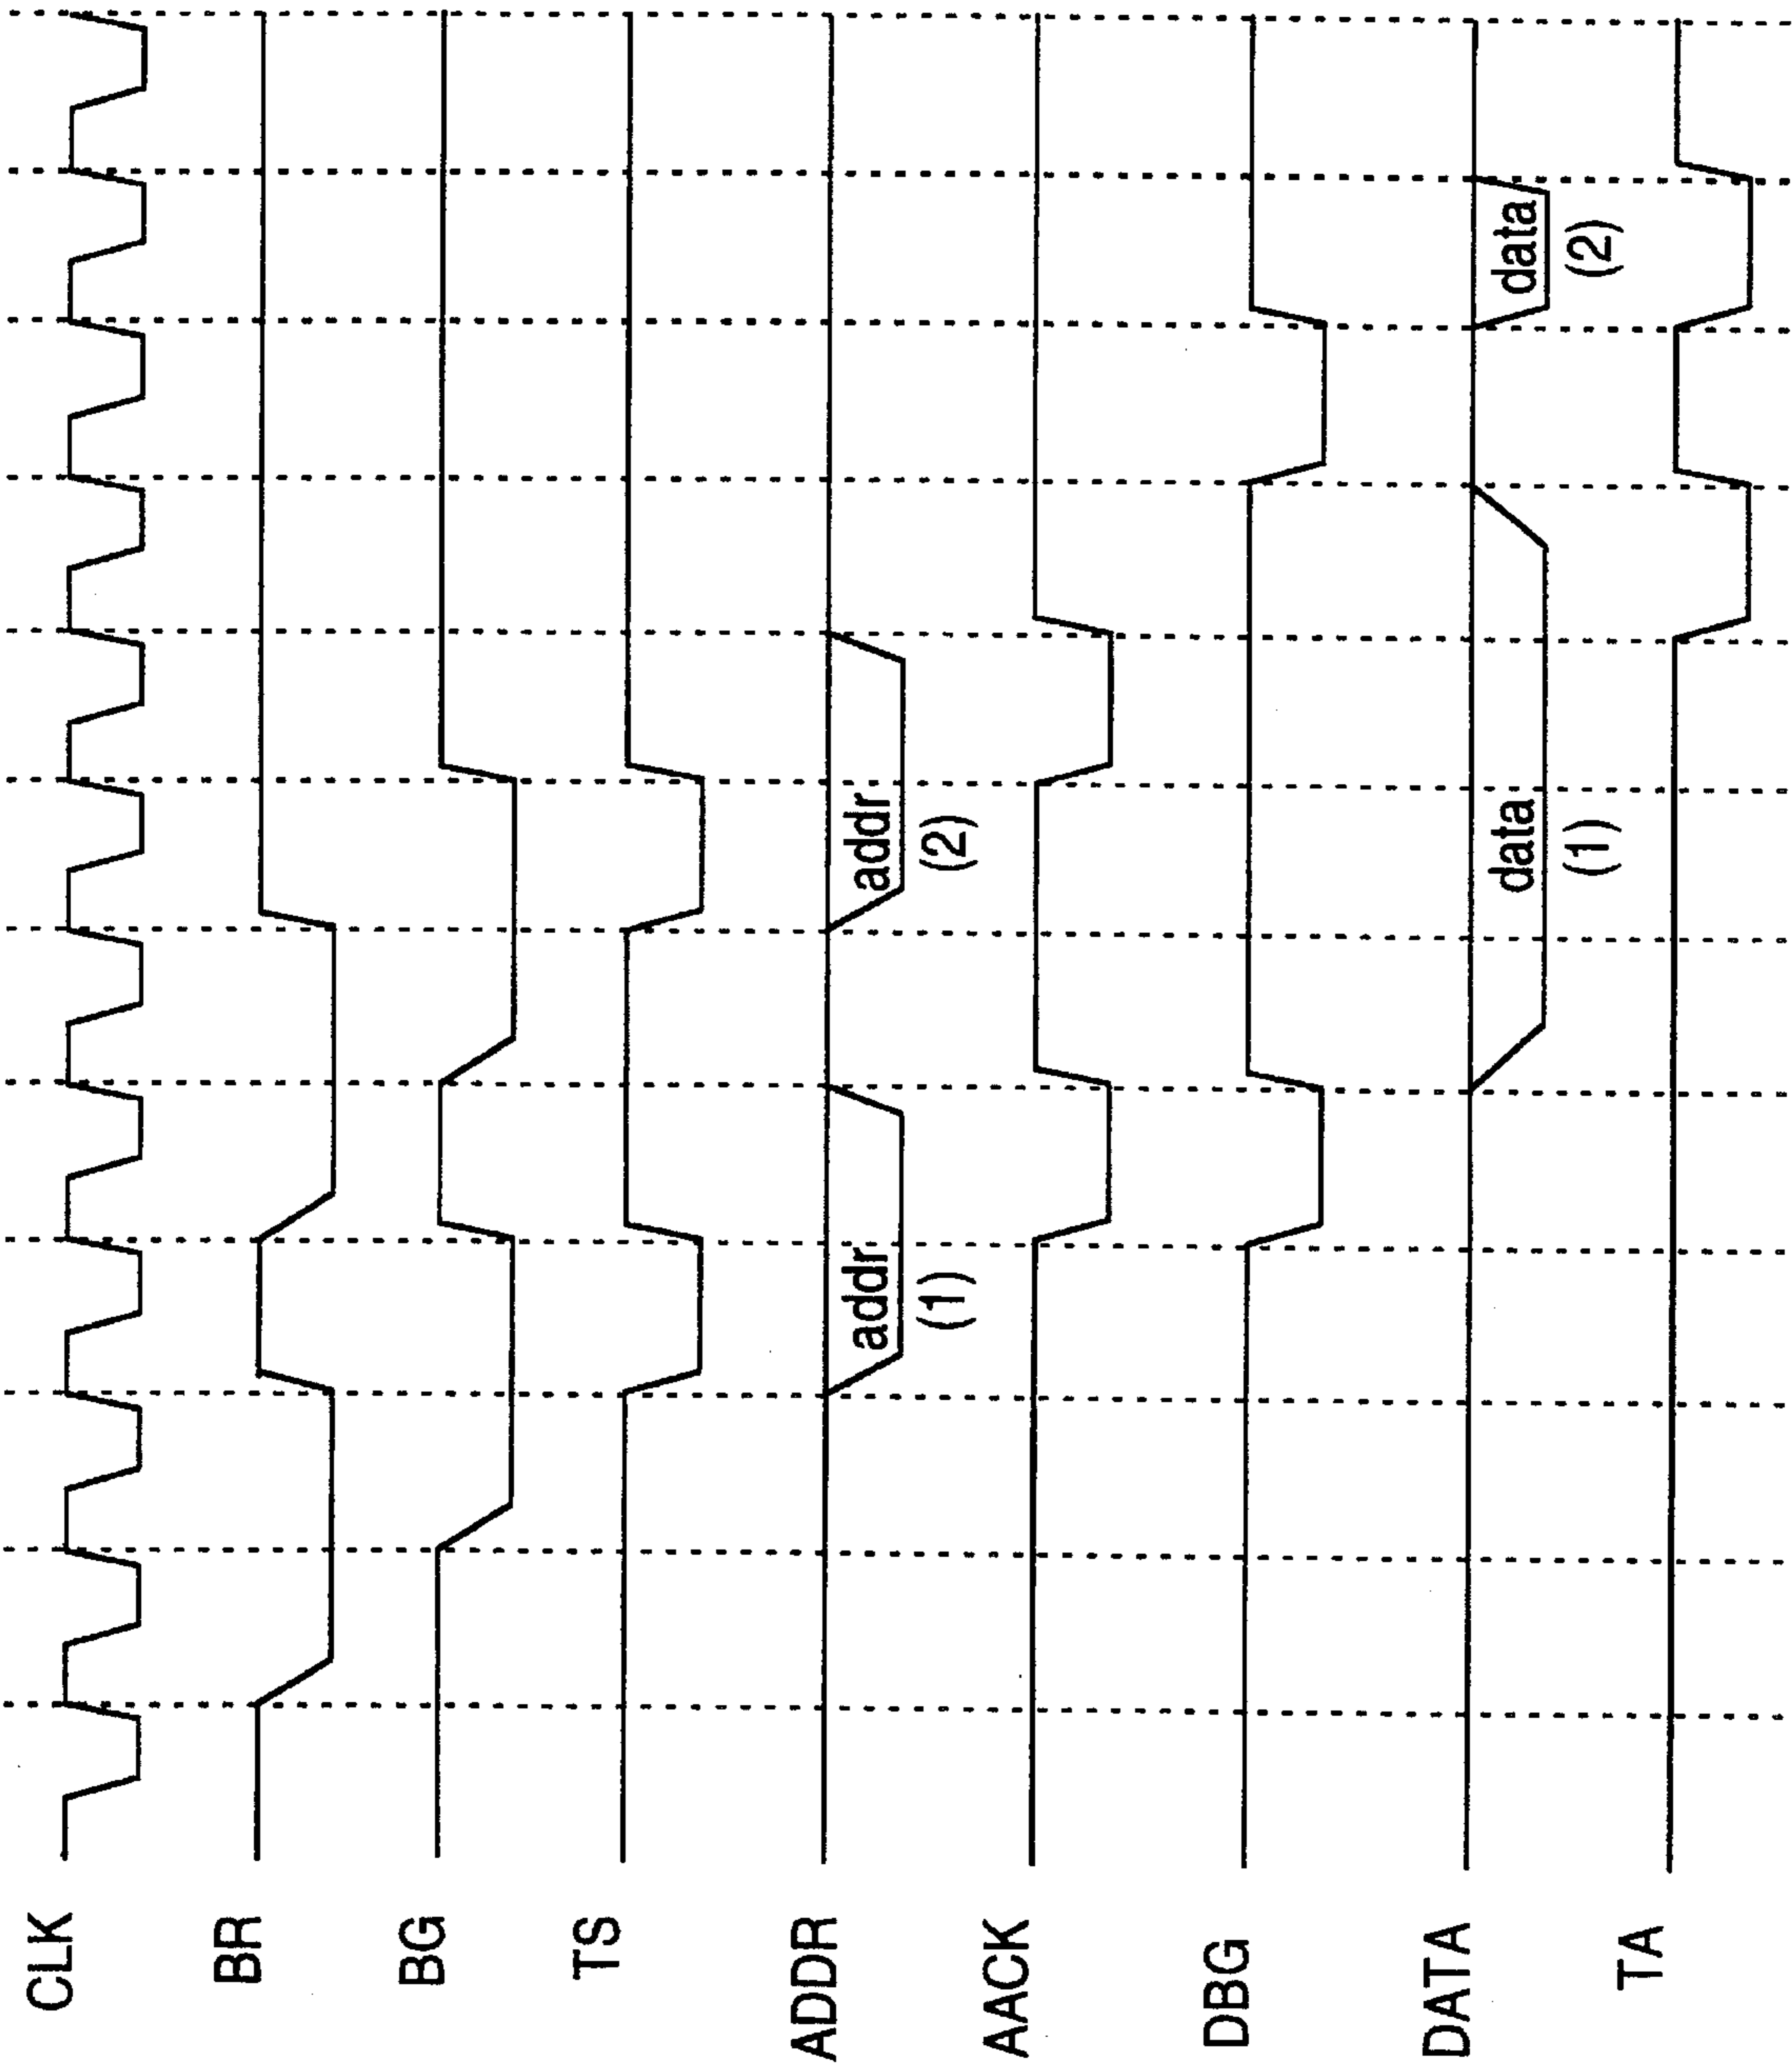 CLK
BR
BG
TS
ADDR
addr
(1)
addr
(2)
AACK
DBG
DATA
data
(1)
data
(2)
TA